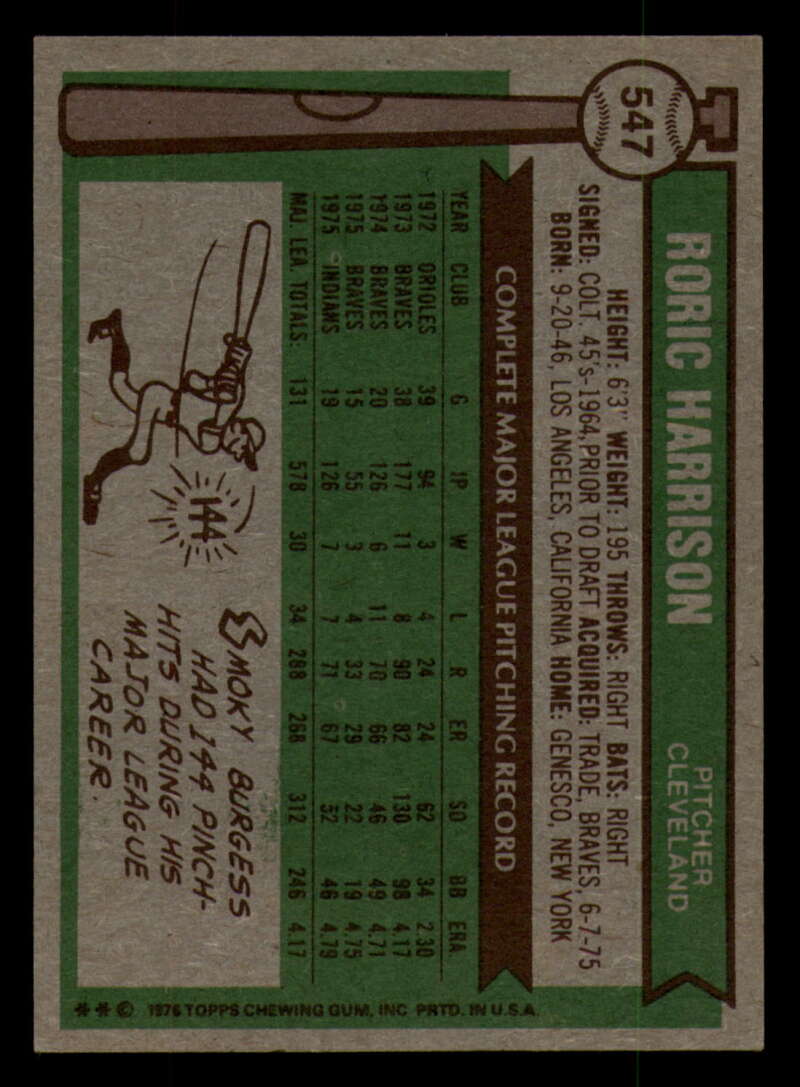 547
RORIC HARRISON
PITCHER
CLEVELAND
HEIGHT: 6'3" WEIGHT: 195 THROWS: RIGHT BATS: RIGHT
SIGNED: COLT. 45's-1964, PRIOR TO DRAFT ACQUIRED: TRADE, BRAVES, 6-7-75
BORN: 9-20-46, LOS ANGELES, CALIFORNIA HOME: GENESCO, NEW YORK
COMPLETE MAJOR LEAGUE PITCHING RECORD
YEAR CLUB G IP W L R ER SO BB ERA
1972 ORIOLES 39 94 3 4 24 24 62 34 2.30
1973 BRAVES 38 177 11 8 90 82 130 98 4.17
1974 BRAVES 20 126 6 11 70 66 46 49 4.71
1975 BRAVES 15 55 3 4 33 29 22 19 4.75
1975 INDIANS 19 126 7 7 71 67 52 46 4.79
MAJ. LEA. TOTALS: 131 578 30 34 288 268 312 246 4.17
144
SMOKY BURGESS
HAD 144 PINCH-
HITS DURING HIS
MAJOR LEAGUE
CAREER.
** © 1976 TOPPS CHEWING GUM, INC PRTD. IN U.S.A.